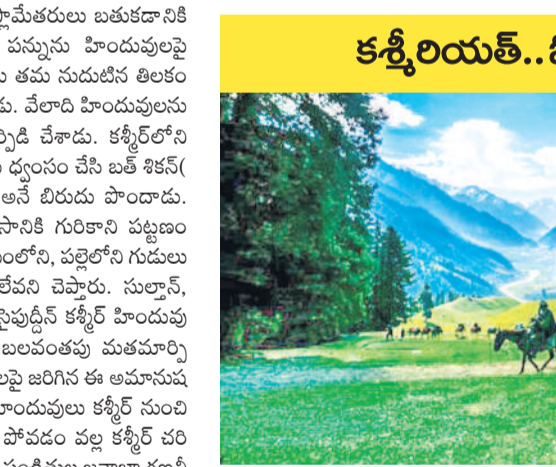 స్లామేతరులు బతుకడానికి
పన్నును హిందువులపై
తమ నుదుటిన తిలకం
డు. వేలాది హిందువులను
ర్పిడి చేశాడు. కశ్మీర్‌లోని
ధ్వంసం చేసి బత్ శికన్(
అనే బిరుదు పొందాడు.
సానికి గురికాని పట్టణం
ంలోని, పల్లెలోని గుడులు
లేవని చెప్తారు. సుల్తాన్,
సైఫుద్దీన్ కశ్మీర్ హిందువు
బలవంతపు మతమార్పి
లపై జరిగిన ఈ అమానుష
హిందువులు కశ్మీర్ నుంచి
పోవడం వల్ల కశ్మీర్ చరి
కశ్మీరియత్..